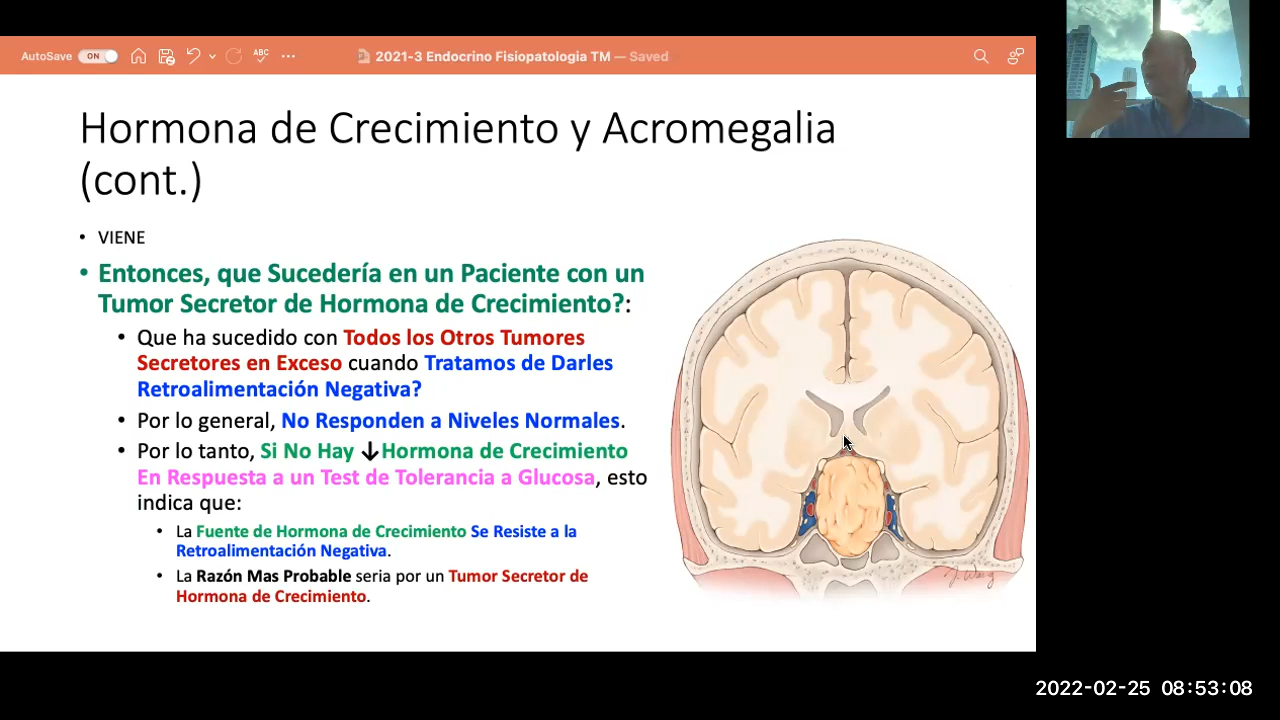 AutoSave ON ABC 2021-3 Endocrino Fisiopatologia TM — Saved
Hormona de Crecimiento y Acromegalia
(cont.)
• VIENE
• Entonces, que Sucedería en un Paciente con un
Tumor Secretor de Hormona de Crecimiento?:
• Que ha sucedido con Todos los Otros Tumores
Secretores en Exceso cuando Tratamos de Darles
Retroalimentación Negativa?
• Por lo general, No Responden a Niveles Normales.
• Por lo tanto, Si No Hay ↓Hormona de Crecimiento
En Respuesta a un Test de Tolerancia a Glucosa, esto
indica que:
• La Fuente de Hormona de Crecimiento Se Resiste a la
Retroalimentación Negativa.
• La Razón Mas Probable seria por un Tumor Secretor de
Hormona de Crecimiento.
2022-02-25 08:53:08